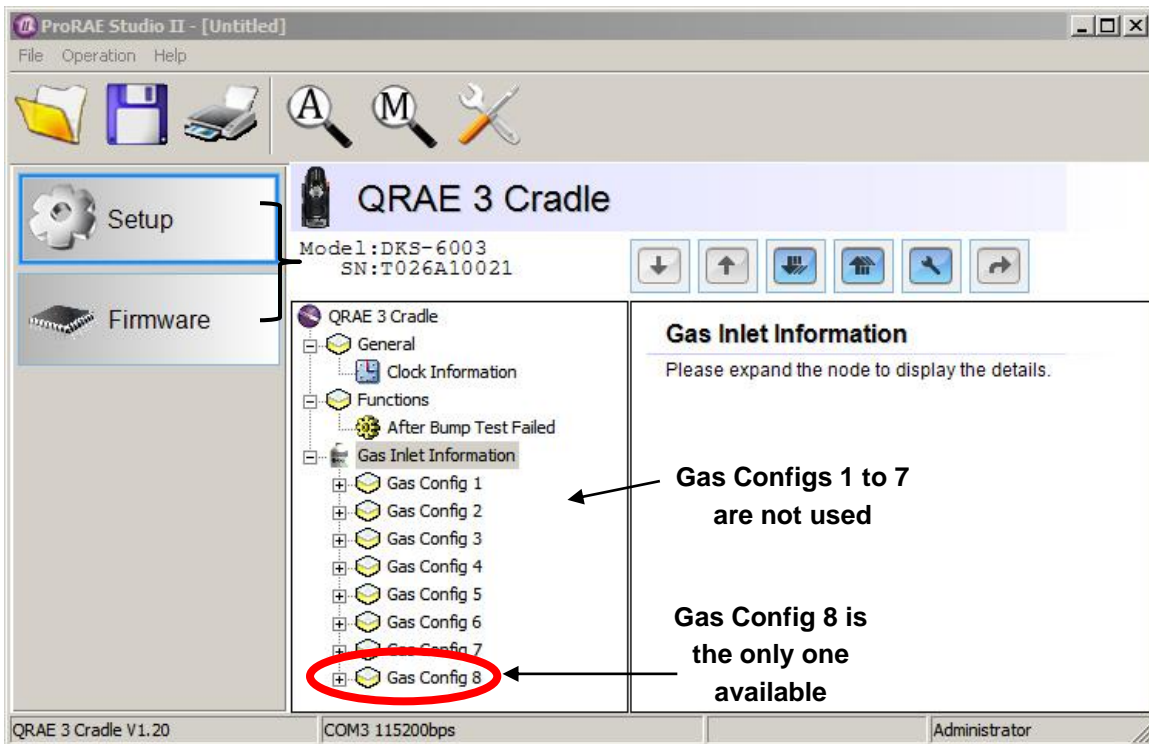 ProRAE Studio II - [Untitled]
File Operation Help
A M
Setup
Firmware
QRAE 3 Cradle
Model:DKS-6003
SN:T026A10021
QRAE 3 Cradle
General
Clock Information
Functions
After Bump Test Failed
Gas Inlet Information
Gas Config 1
Gas Config 2
Gas Config 3
Gas Config 4
Gas Config 5
Gas Config 6
Gas Config 7
Gas Config 8
Gas Inlet Information
Please expand the node to display the details.
Gas Configs 1 to 7
are not used
Gas Config 8 is
the only one
available
QRAE 3 Cradle V1.20
COM3 115200bps
Administrator